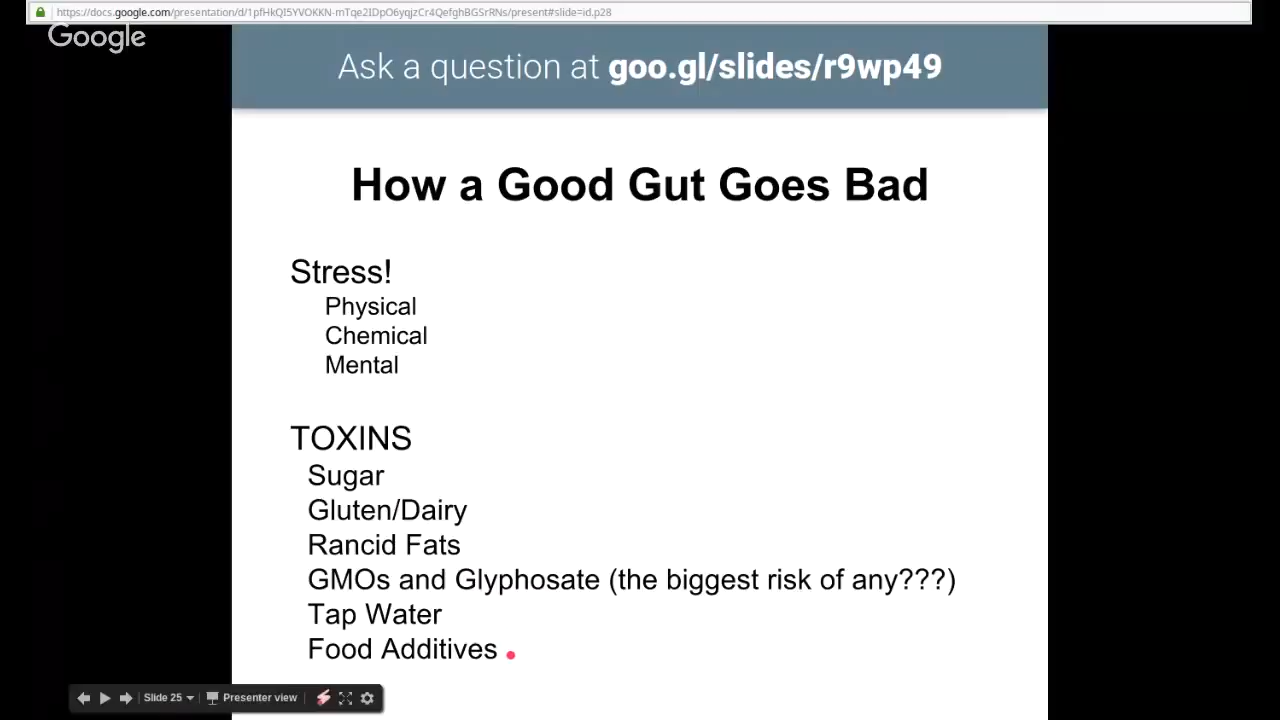 https://docs.google.com/presentation/d/1pfHkQI5YVOKKN-mTqe2IDpO6yqjzCr4QefghBGSrRNs/present#slide=id.p28
Google
Ask a question at goo.gl/slides/r9wp49
How a Good Gut Goes Bad
Stress!
Physical
Chemical
Mental
TOXINS
Sugar
Gluten/Dairy
Rancid Fats
GMOs and Glyphosate (the biggest risk of any???)
Tap Water
Food Additives
Slide 25 Presenter view